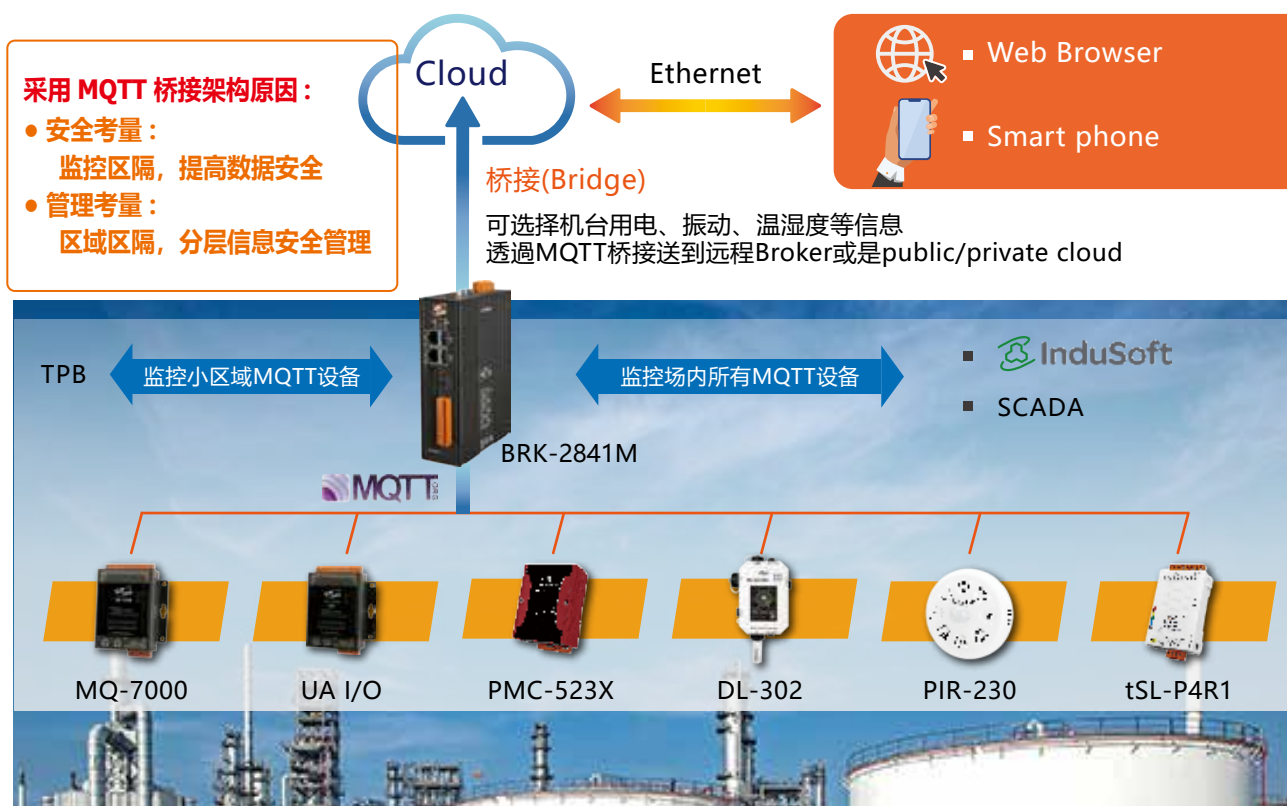 采用 MQTT 桥接架构原因：
● 安全考量：
监控区隔，提高数据安全
● 管理考量：
区域区隔，分层信息安全管理
Cloud
Ethernet
■ Web Browser
■ Smart phone
桥接(Bridge)
可选择机台用电、振动、温湿度等信息
透過MQTT桥接送到远程Broker或是public/private cloud
TPB
监控小区域MQTT设备
监控场内所有MQTT设备
■ InduSoft
■ SCADA
BRK-2841M
MQTT.ORG
MQ-7000
UA I/O
PMC-523X
DL-302
PIR-230
tSL-P4R1